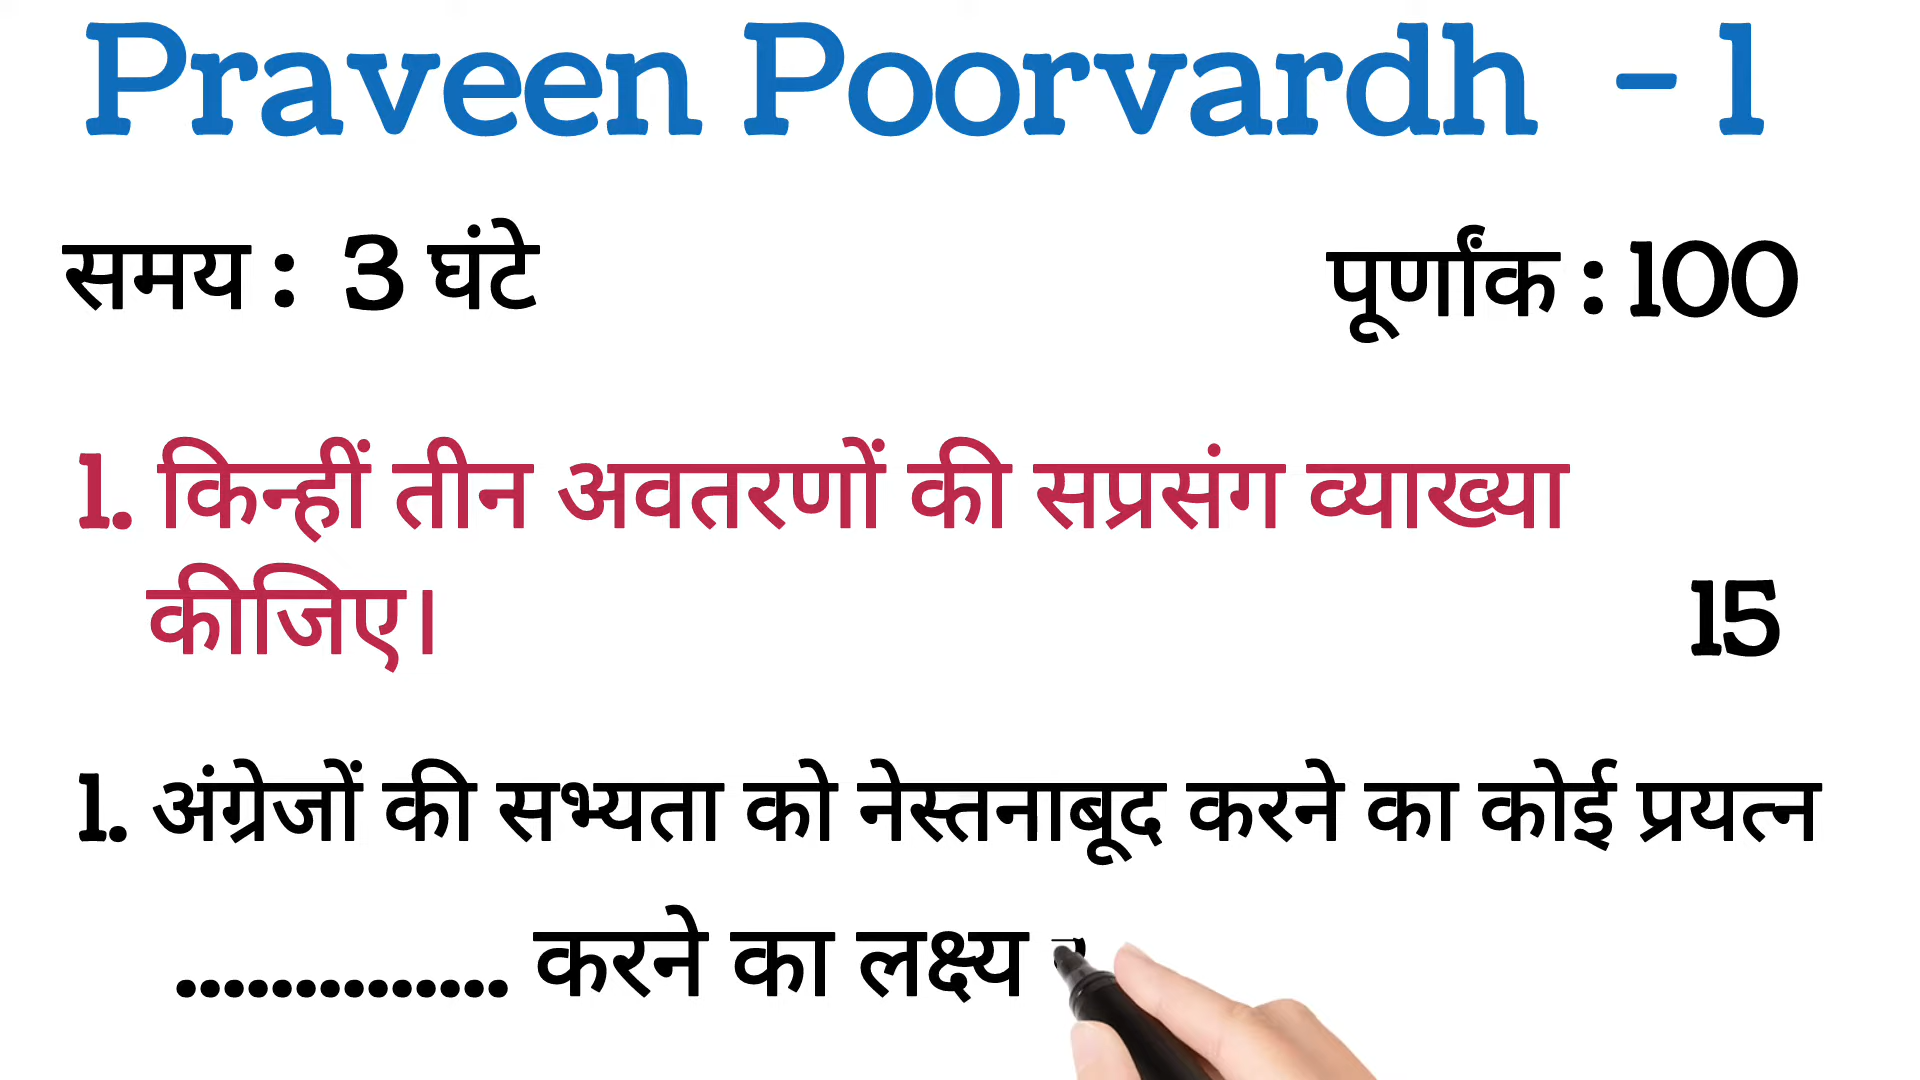 Praveen Poorvardh - 1
समय : 3 घंटे पूर्णांक : 100
1. किन्हीं तीन अवतरणों की सप्रसंग व्याख्या
कीजिए। 15
1. अंग्रेजों की सभ्यता को नेस्तनाबूद करने का कोई प्रयत्न
.............. करने का लक्ष्य